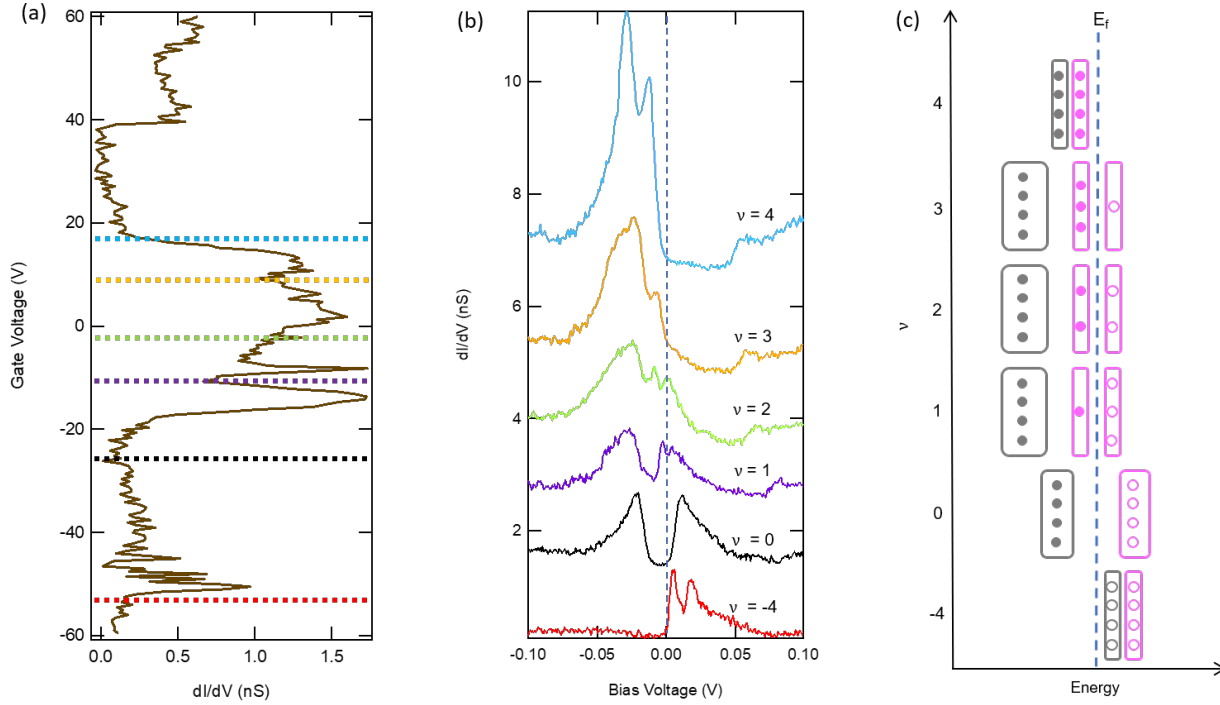 (a)
60
40
20
0
-20
-40
-60
Gate Voltage (V)
0.0 0.5 1.0 1.5
dI/dV (nS)
(b)
10
8
6
4
2
dI/dV (nS)
ν = 4
ν = 3
ν = 2
ν = 1
ν = 0
ν = -4
-0.10 -0.05 0.00 0.05 0.10
Bias Voltage (V)
(c)
E_f
4
3
2
1
0
-4
ν
Energy